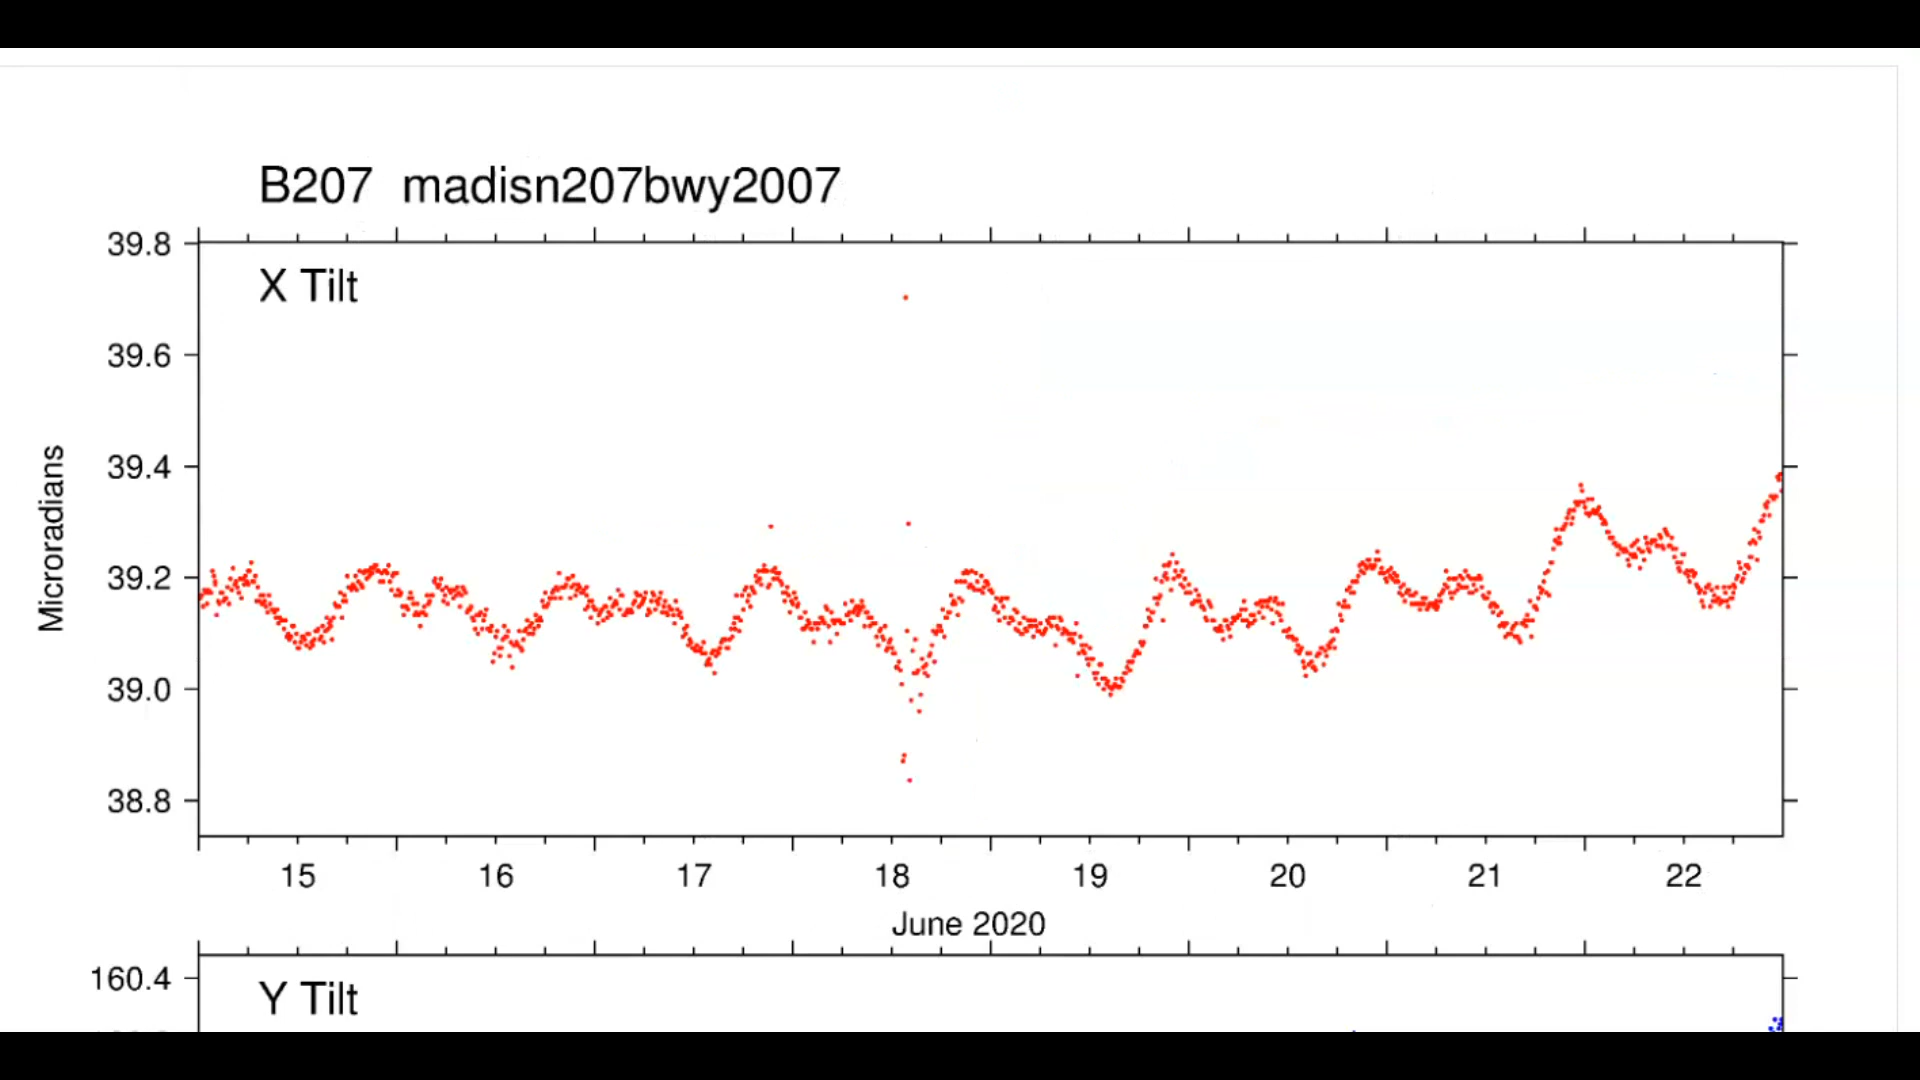 B207 madisn207bwy2007
39.8
X Tilt
39.6
39.4
Microradians
39.2
39.0
38.8
15 16 17 18 19 20 21 22
June 2020
160.4
Y Tilt